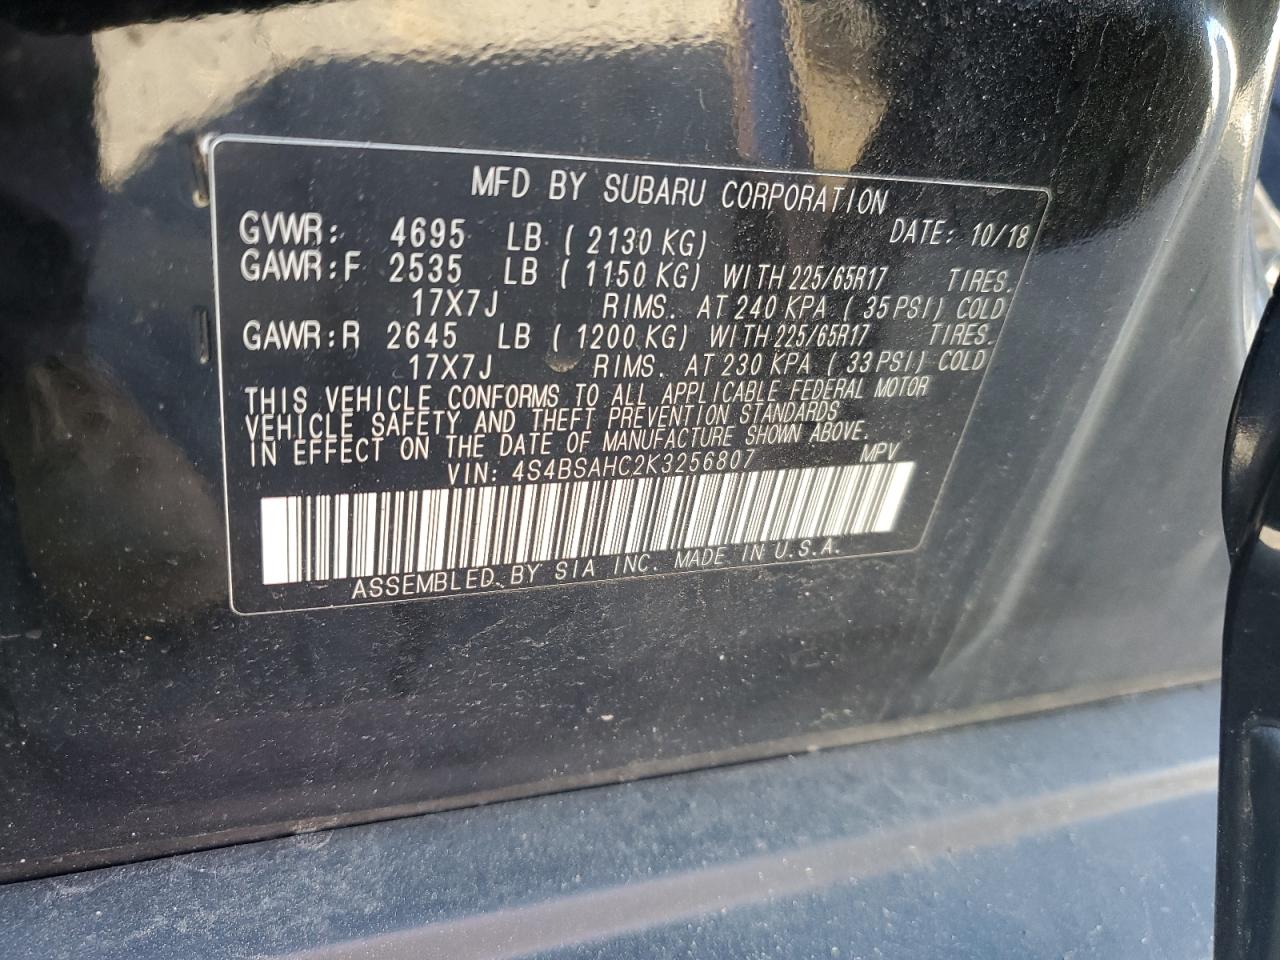 MFD BY SUBARU CORPORATION
GVWR: 4695 LB (2130 KG) DATE: 10/18
GAWR:F 2535 LB (1150 KG) WITH 225/65R17 TIRES.
17X7J RIMS. AT 240 KPA (35 PSI) COLD
GAWR:R 2645 LB (1200 KG) WITH 225/65R17 TIRES.
17X7J RIMS. AT 230 KPA (33 PSI) COLD
THIS VEHICLE CONFORMS TO ALL APPLICABLE FEDERAL MOTOR
VEHICLE SAFETY AND THEFT PREVENTION STANDARDS
IN EFFECT ON THE DATE OF MANUFACTURE SHOWN ABOVE.
VIN: 4S4BSAHC2K3256807 MPV
ASSEMBLED BY SIA INC. MADE IN U.S.A.